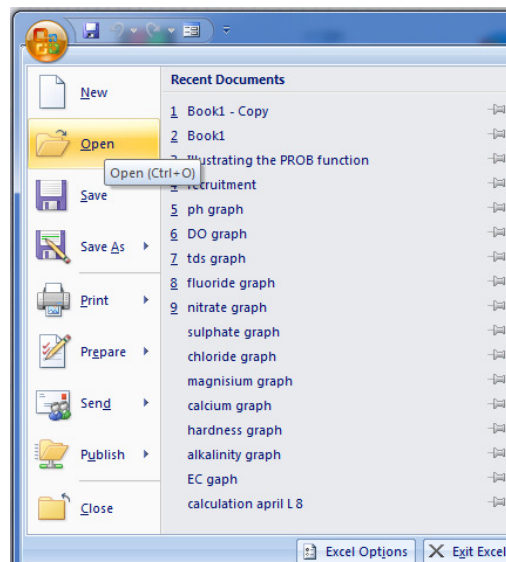 New
Open
Open (Ctrl+O)
Save
Save As
Print
Prepare
Send
Publish
Close
Recent Documents
1 Book1 - Copy
2 Book1
3 Illustrating the PROB function
4 recruitment
5 ph graph
6 DO graph
7 tds graph
8 fluoride graph
9 nitrate graph
sulphate graph
chloride graph
magnisium graph
calcium graph
hardness graph
alkalinity graph
EC gaph
calculation april L 8
Excel Options
Exit Excel